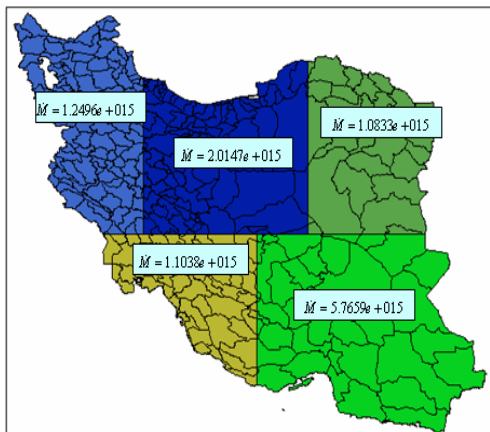 Ṁ = 1.2496e+015
Ṁ = 1.0833e+015
Ṁ = 2.0147e+015
Ṁ = 1.1038e+015
Ṁ = 5.7659e+015